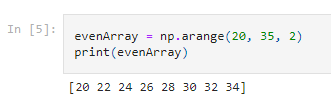 In [5]:
evenArray = np.arange(20, 35, 2)
print(evenArray)
[20 22 24 26 28 30 32 34]